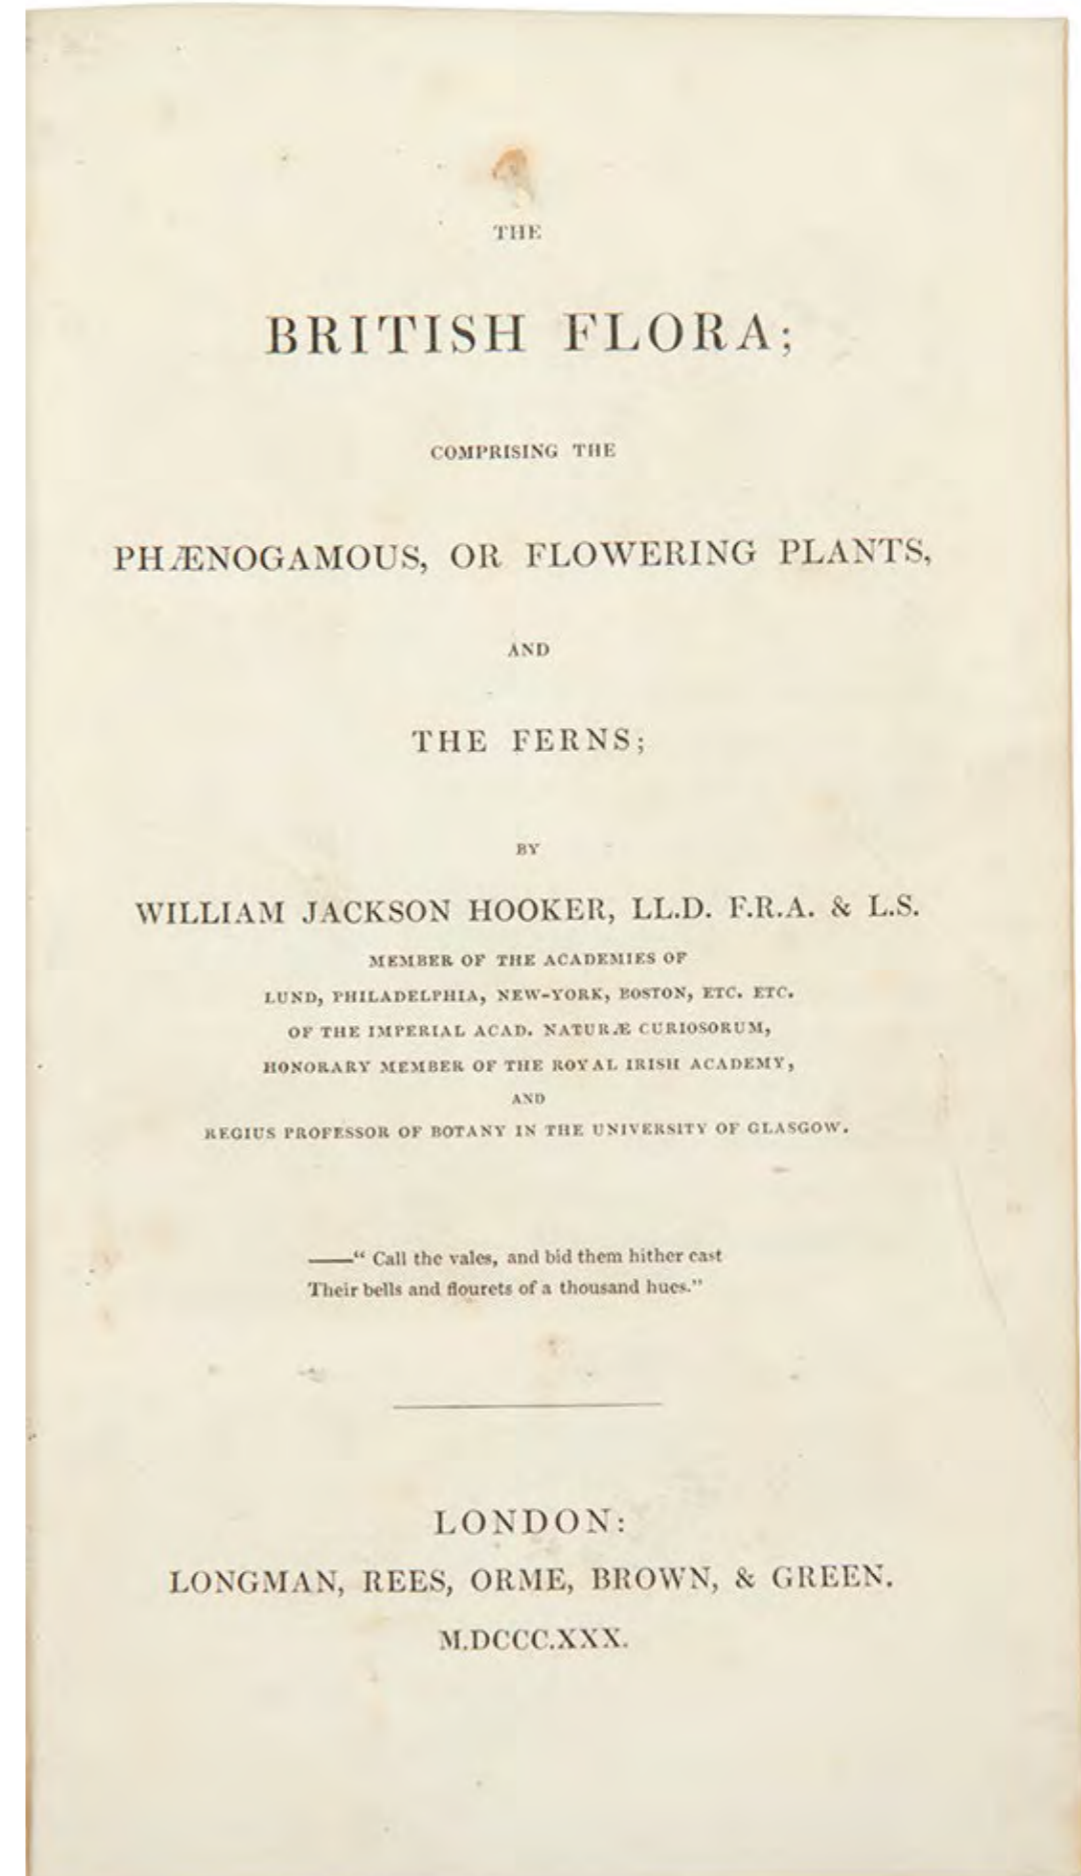 THE
BRITISH FLORA;
COMPRISING THE
PHÆNOGAMOUS, OR FLOWERING PLANTS,
AND
THE FERNS;
BY
WILLIAM JACKSON HOOKER, LL.D. F.R.A. & L.S.
MEMBER OF THE ACADEMIES OF
LUND, PHILADELPHIA, NEW-YORK, BOSTON, ETC. ETC.
OF THE IMPERIAL ACAD. NATURÆ CURIOSORUM,
HONORARY MEMBER OF THE ROYAL IRISH ACADEMY,
AND
REGIUS PROFESSOR OF BOTANY IN THE UNIVERSITY OF GLASGOW.
——“ Call the vales, and bid them hither cast
Their bells and flourets of a thousand hues.”
LONDON:
LONGMAN, REES, ORME, BROWN, & GREEN.
M.DCCC.XXX.